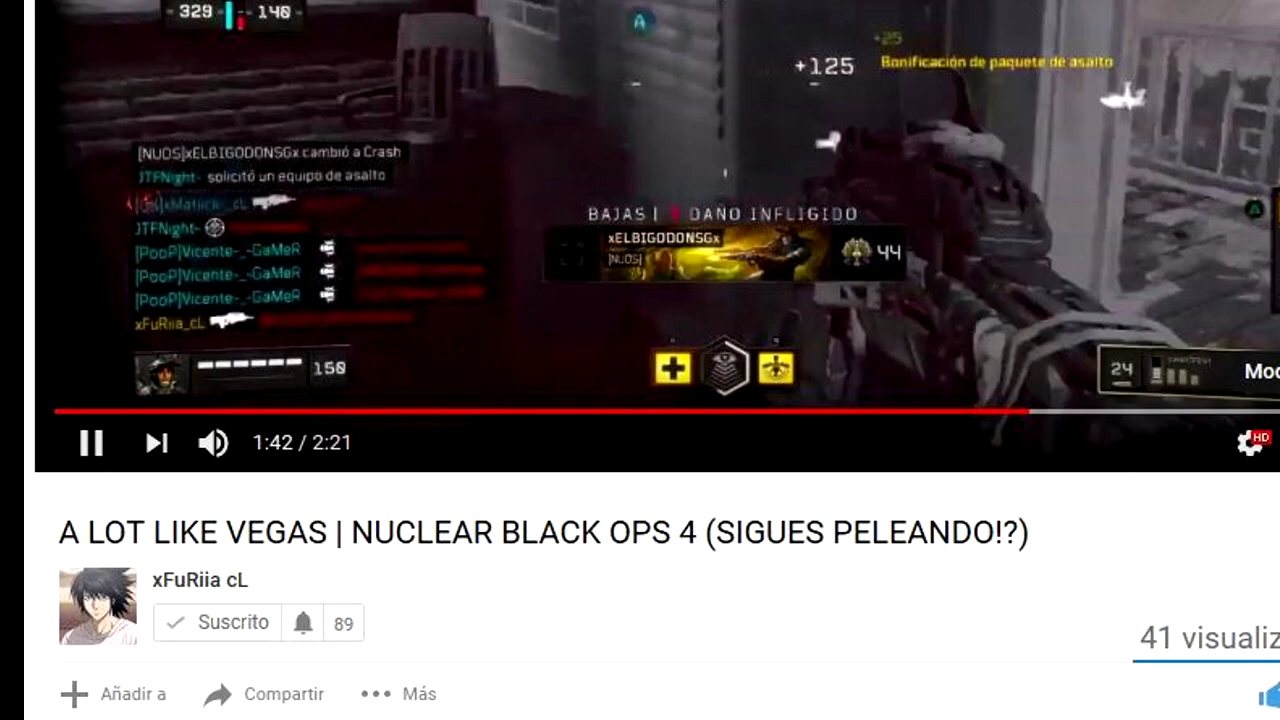 329 140
A
+25
+125 Bonificación de paquete de asalto
[NUDS]xELBIGODONSGx cambió a Crash
JTFNight- solicitó un equipo de asalto
JTFNight-
BAJAS | DAÑO INFLIGIDO
xELBIGODONSGx
[NUDS]
44
A
[PooP]Vicente-_-GaMeR
[PooP]Vicente-_-GaMeR
[PooP]Vicente-_-GaMeR
xFuRiia_cL
150
24
1:42 / 2:21
HD
A LOT LIKE VEGAS | NUCLEAR BLACK OPS 4 (SIGUES PELEANDO!?)
xFuRiia cL
Suscrito 89
41 visualiz
Añadir a Compartir Más